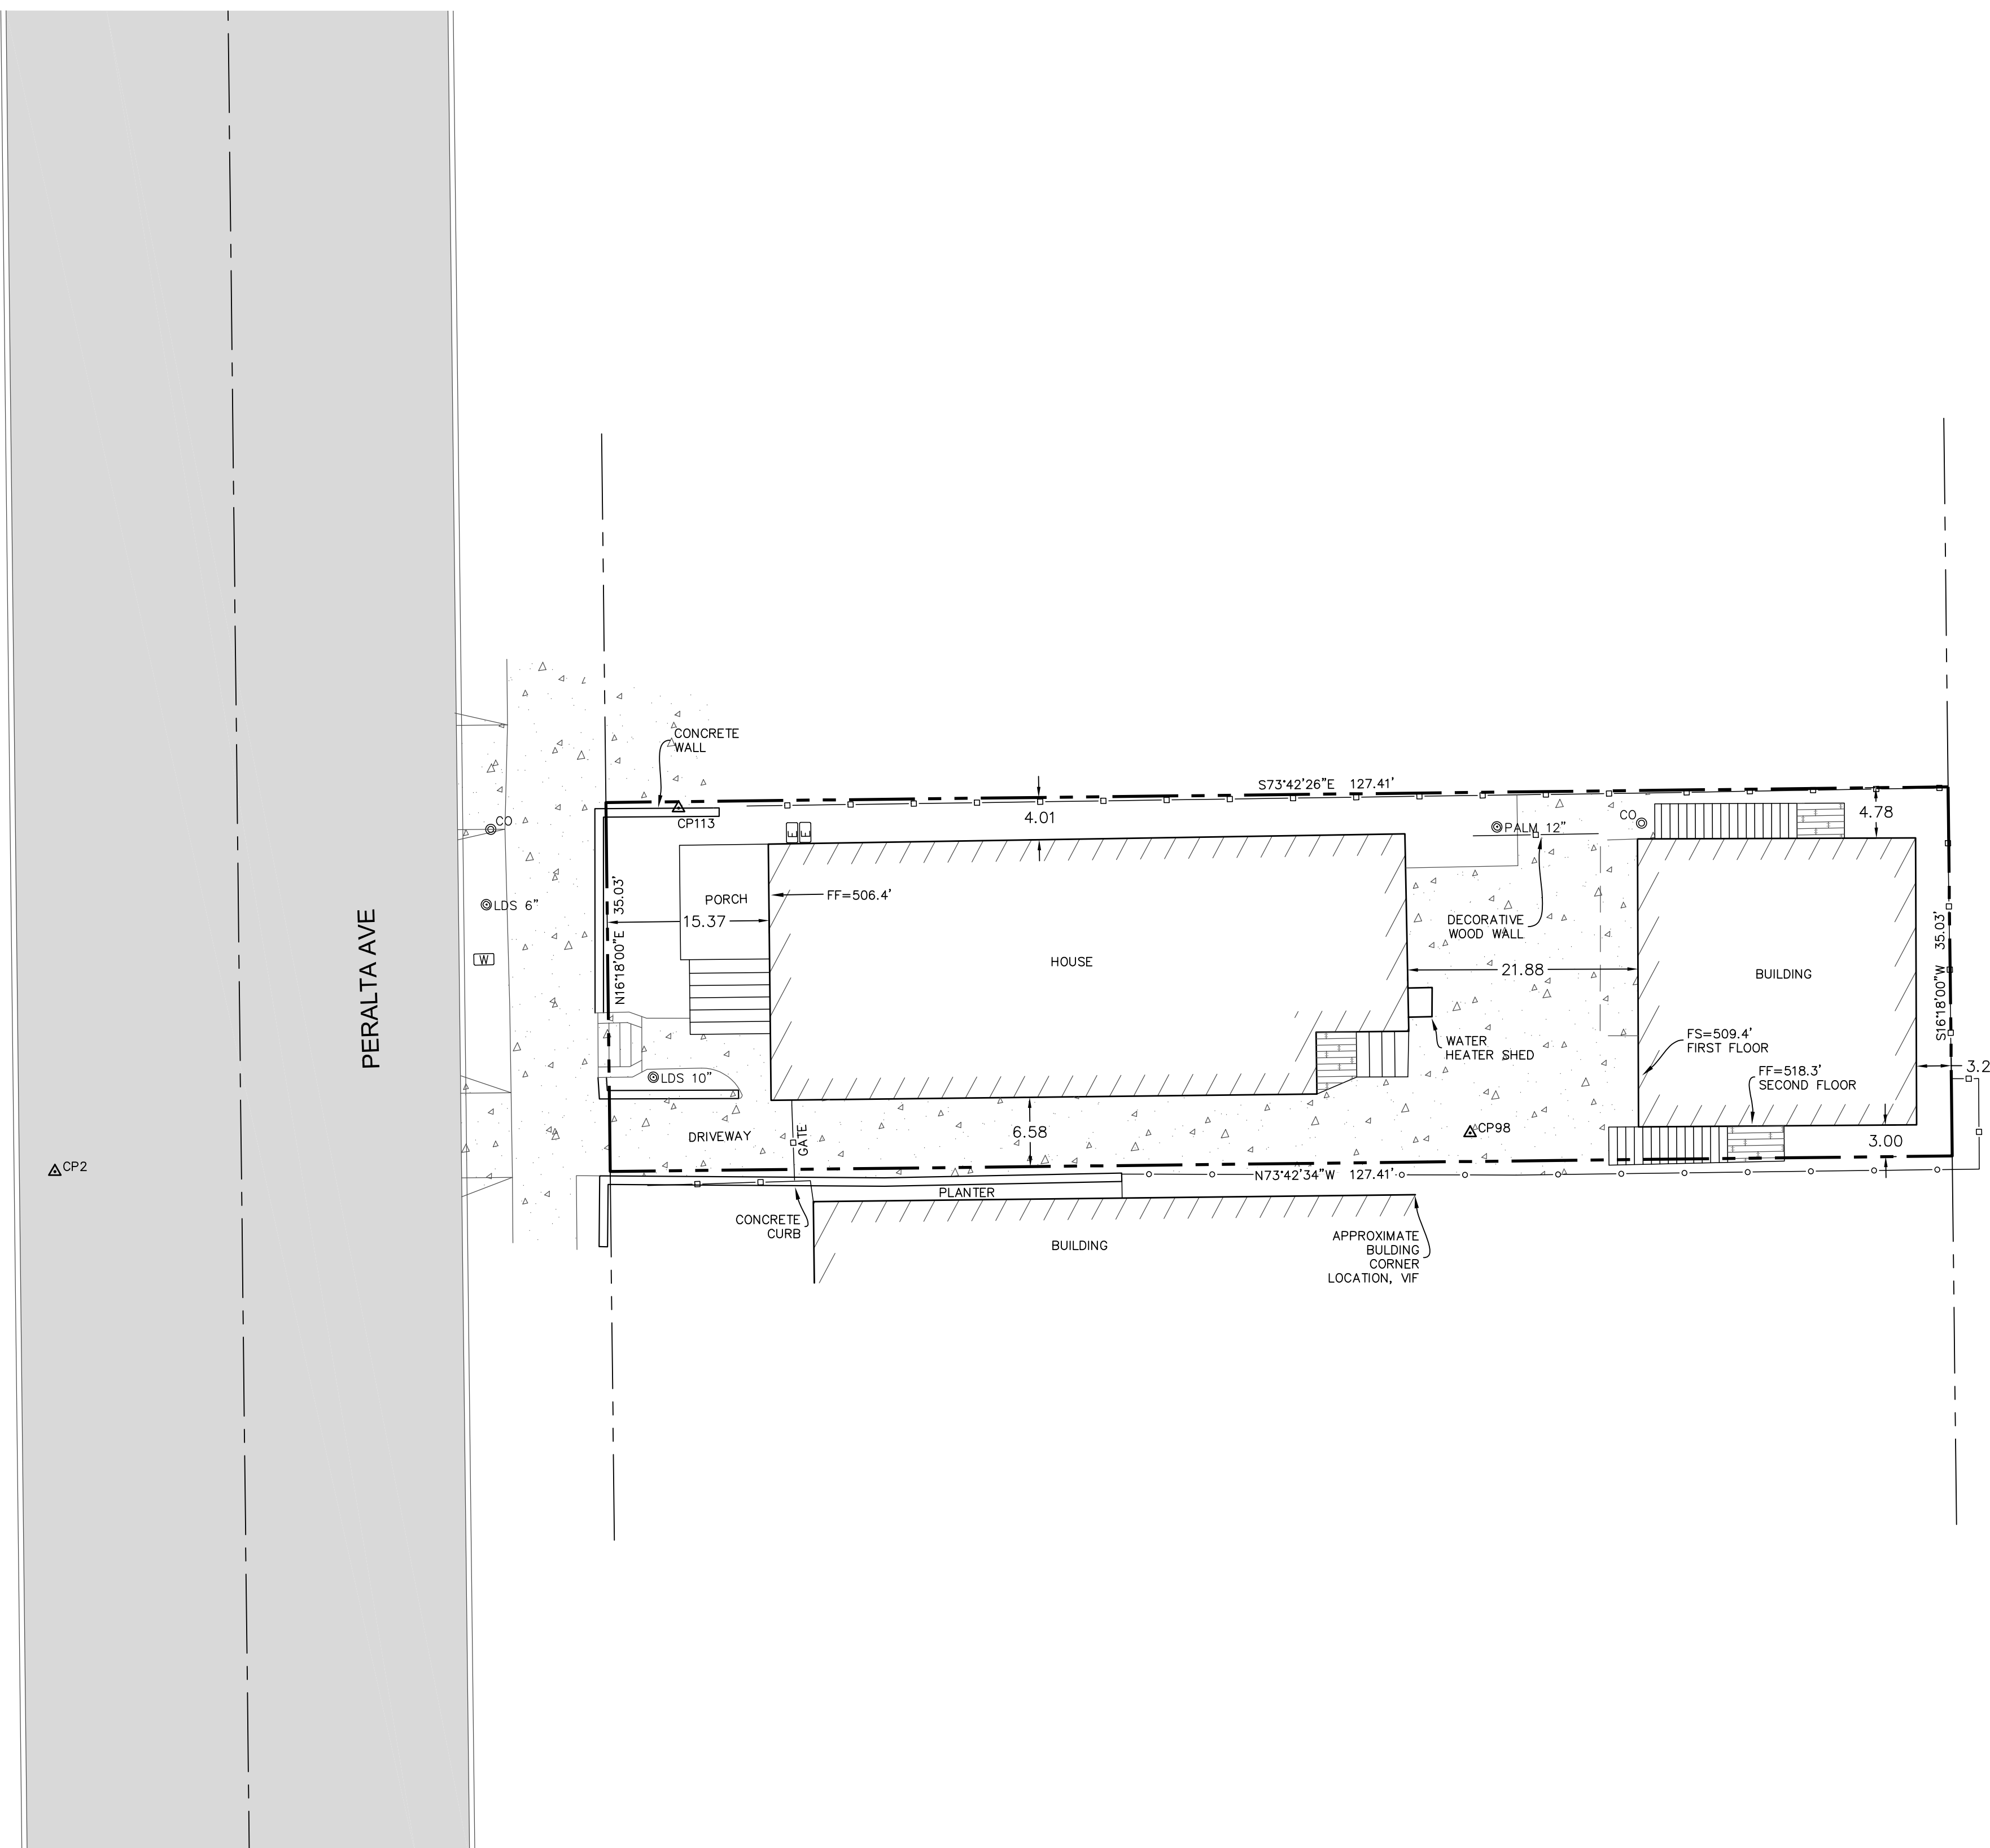 CONCRETE
WALL
S73°42'26"E 127.41'
CP113
4.01
CO
4.78
PALM 12"
CO
E E
PORCH
FF=506.4'
LDS 6"
15.37
N16°18'00"E 35.03'
DECORATIVE
WOOD WALL
W
HOUSE
21.88
BUILDING
S16°18'00"W 35.03'
PERALTA AVE
WATER
HEATER SHED
FS=509.4'
FIRST FLOOR
FF=518.3'
SECOND FLOOR
3.2
LDS 10"
DRIVEWAY
GATE
6.58
CP98
3.00
CP2
N73°42'34"W 127.41'
PLANTER
CONCRETE
CURB
BUILDING
APPROXIMATE
BULDING
CORNER
LOCATION, VIF